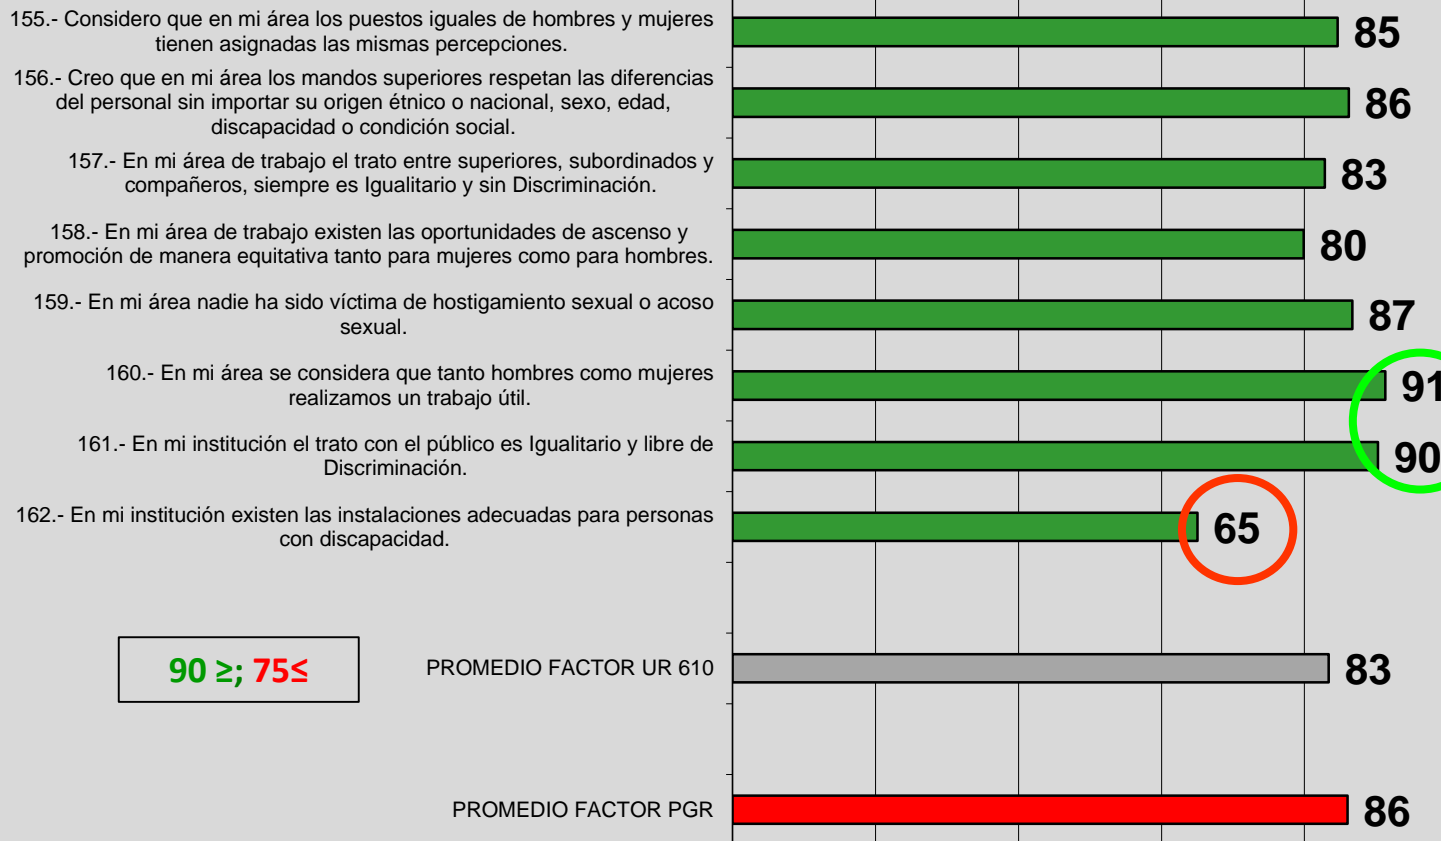 155.- Considero que en mi área los puestos iguales de hombres y mujeres
tienen asignadas las mismas percepciones.
85
156.- Creo que en mi área los mandos superiores respetan las diferencias
del personal sin importar su origen étnico o nacional, sexo, edad,
discapacidad o condición social.
86
157.- En mi área de trabajo el trato entre superiores, subordinados y
compañeros, siempre es Igualitario y sin Discriminación.
83
158.- En mi área de trabajo existen las oportunidades de ascenso y
promoción de manera equitativa tanto para mujeres como para hombres.
80
159.- En mi área nadie ha sido víctima de hostigamiento sexual o acoso
sexual.
87
160.- En mi área se considera que tanto hombres como mujeres
realizamos un trabajo útil.
91
161.- En mi institución el trato con el público es Igualitario y libre de
Discriminación.
90
162.- En mi institución existen las instalaciones adecuadas para personas
con discapacidad.
65
90 ≥; 75≤
PROMEDIO FACTOR UR 610
83
PROMEDIO FACTOR PGR
86